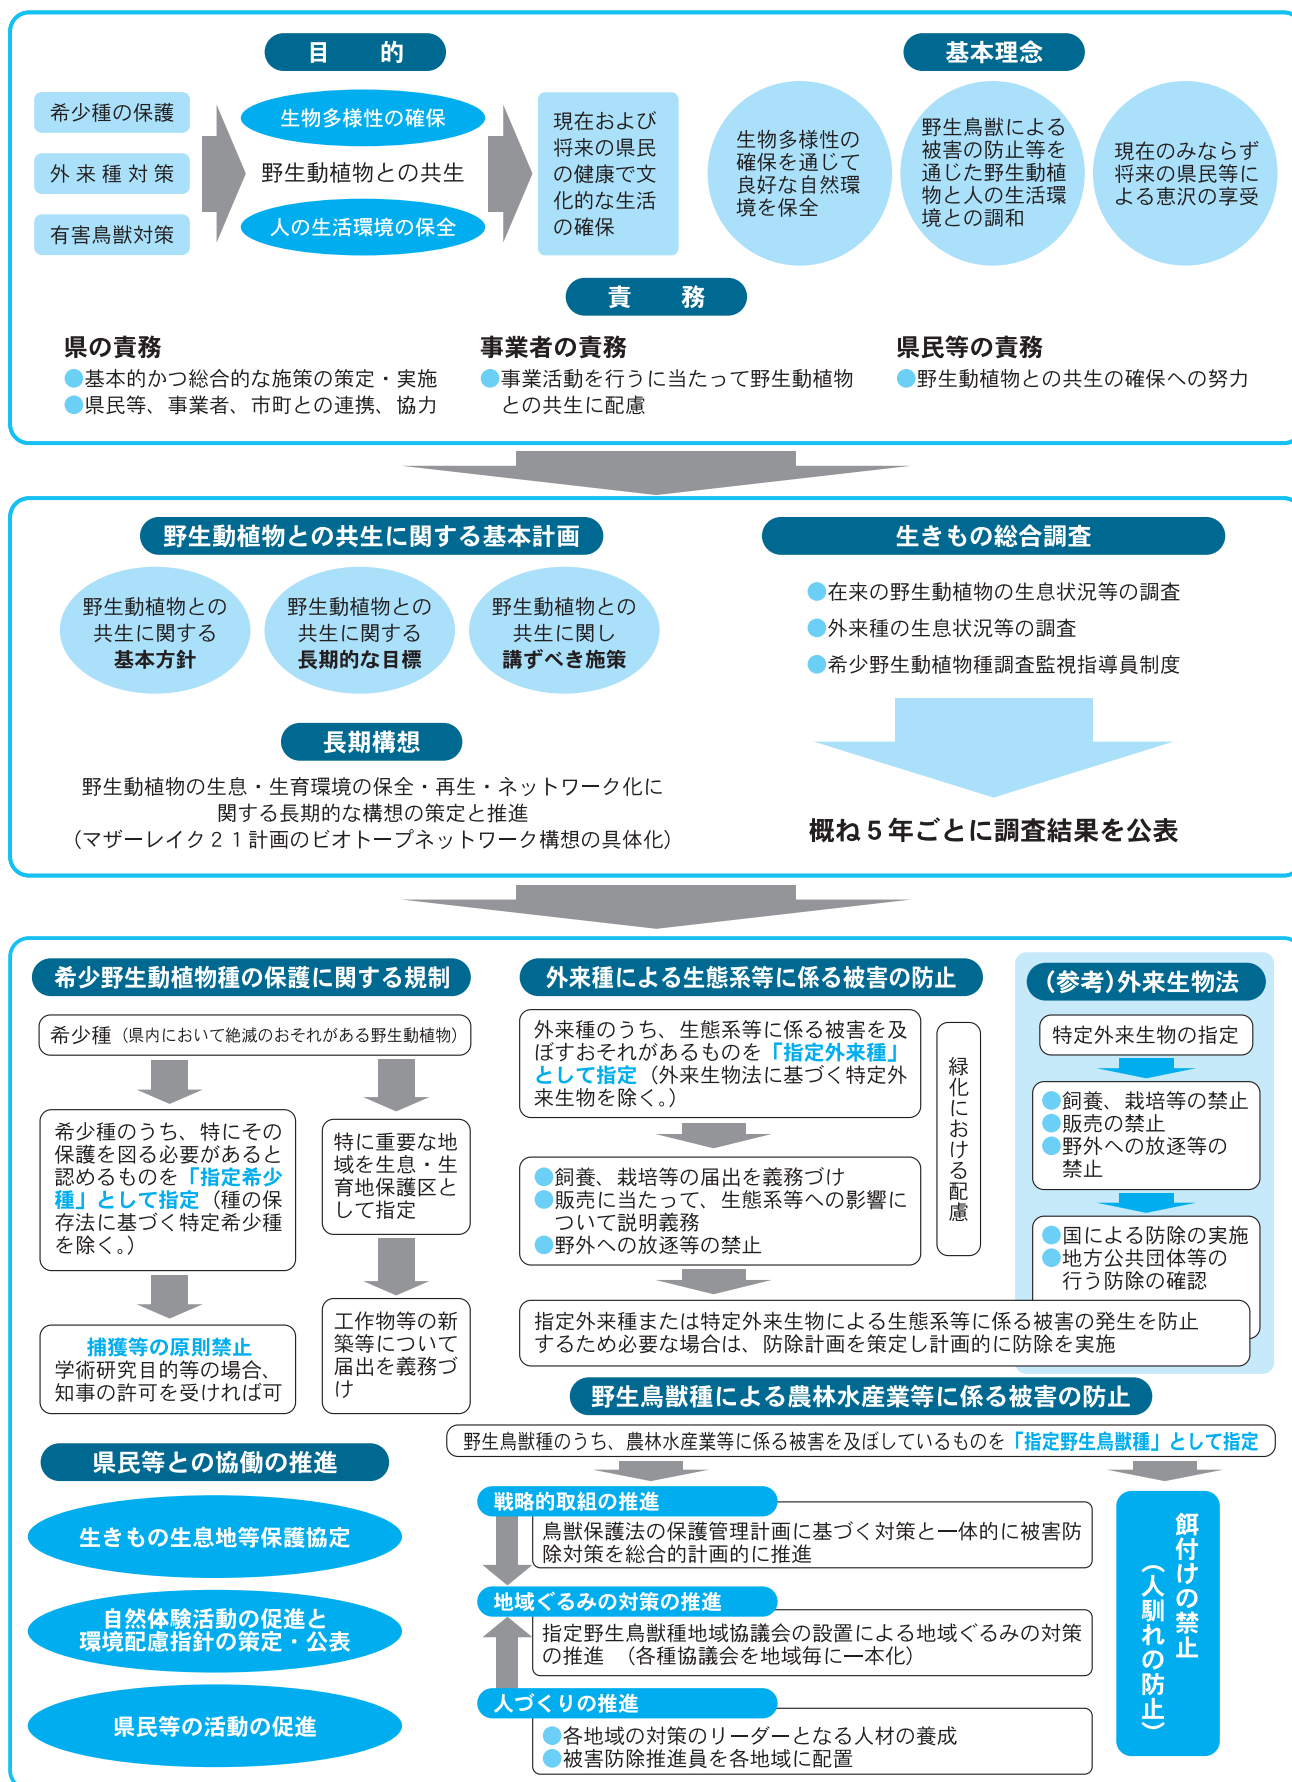 目　的
希少種の保護
外来種対策
有害鳥獣対策
生物多様性の確保
野生動植物との共生
人の生活環境の保全
現在および
将来の県民
の健康で文
化的な生活
の確保
基本理念
生物多様性の
確保を通じて
良好な自然環
境を保全
野生鳥獣による
被害の防止等を
通じた野生動植
物と人の生活環
境との調和
現在のみならず
将来の県民等に
よる恵沢の享受
責　務
県の責務
●基本的かつ総合的な施策の策定・実施
●県民等、事業者、市町との連携、協力
事業者の責務
●事業活動を行うに当たって野生動植物
との共生に配慮
県民等の責務
●野生動植物との共生の確保への努力
野生動植物との共生に関する基本計画
野生動植物との
共生に関する
基本方針
野生動植物との
共生に関する
長期的な目標
野生動植物との
共生に関し
講ずべき施策
長期構想
野生動植物の生息・生育環境の保全・再生・ネットワーク化に
関する長期的な構想の策定と推進
（マザーレイク２１計画のビオトープネットワーク構想の具体化）
生きもの総合調査
●在来の野生動植物の生息状況等の調査
●外来種の生息状況等の調査
●希少野生動植物種調査監視指導員制度
概ね５年ごとに調査結果を公表
希少野生動植物種の保護に関する規制
希少種（県内において絶滅のおそれがある野生動植物）
希少種のうち、特にその
保護を図る必要があると
認めるものを「指定希少
種」として指定（種の保
存法に基づく特定希少種
を除く。）
捕獲等の原則禁止
学術研究目的等の場合、
知事の許可を受ければ可
特に重要な地
域を生息・生
育地保護区と
して指定
工作物等の新
築等について
届出を義務づ
け
外来種による生態系等に係る被害の防止
外来種のうち、生態系等に係る被害を及
ぼすおそれがあるものを「指定外来種」
として指定（外来生物法に基づく特定外
来生物を除く。）
●飼養、栽培等の届出を義務づけ
●販売に当たって、生態系等への影響に
ついて説明義務
●野外への放逐等の禁止
緑化における配慮
（参考）外来生物法
特定外来生物の指定
●飼養、栽培等の禁止
●販売の禁止
●野外への放逐等の
禁止
●国による防除の実施
●地方公共団体等の
行う防除の確認
指定外来種または特定外来生物による生態系等に係る被害の発生を防止
するため必要な場合は、防除計画を策定し計画的に防除を実施
野生鳥獣種による農林水産業等に係る被害の防止
野生鳥獣種のうち、農林水産業等に係る被害を及ぼしているものを「指定野生鳥獣種」として指定
戦略的取組の推進
鳥獣保護法の保護管理計画に基づく対策と一体的に被害防
除対策を総合的計画的に推進
地域ぐるみの対策の推進
指定野生鳥獣種地域協議会の設置による地域ぐるみの対策
の推進　（各種協議会を地域毎に一本化）
人づくりの推進
●各地域の対策のリーダーとなる人材の養成
●被害防除推進員を各地域に配置
餌付けの禁止
（人馴れの防止）
県民等との協働の推進
生きもの生息地等保護協定
自然体験活動の促進と
環境配慮指針の策定・公表
県民等の活動の促進